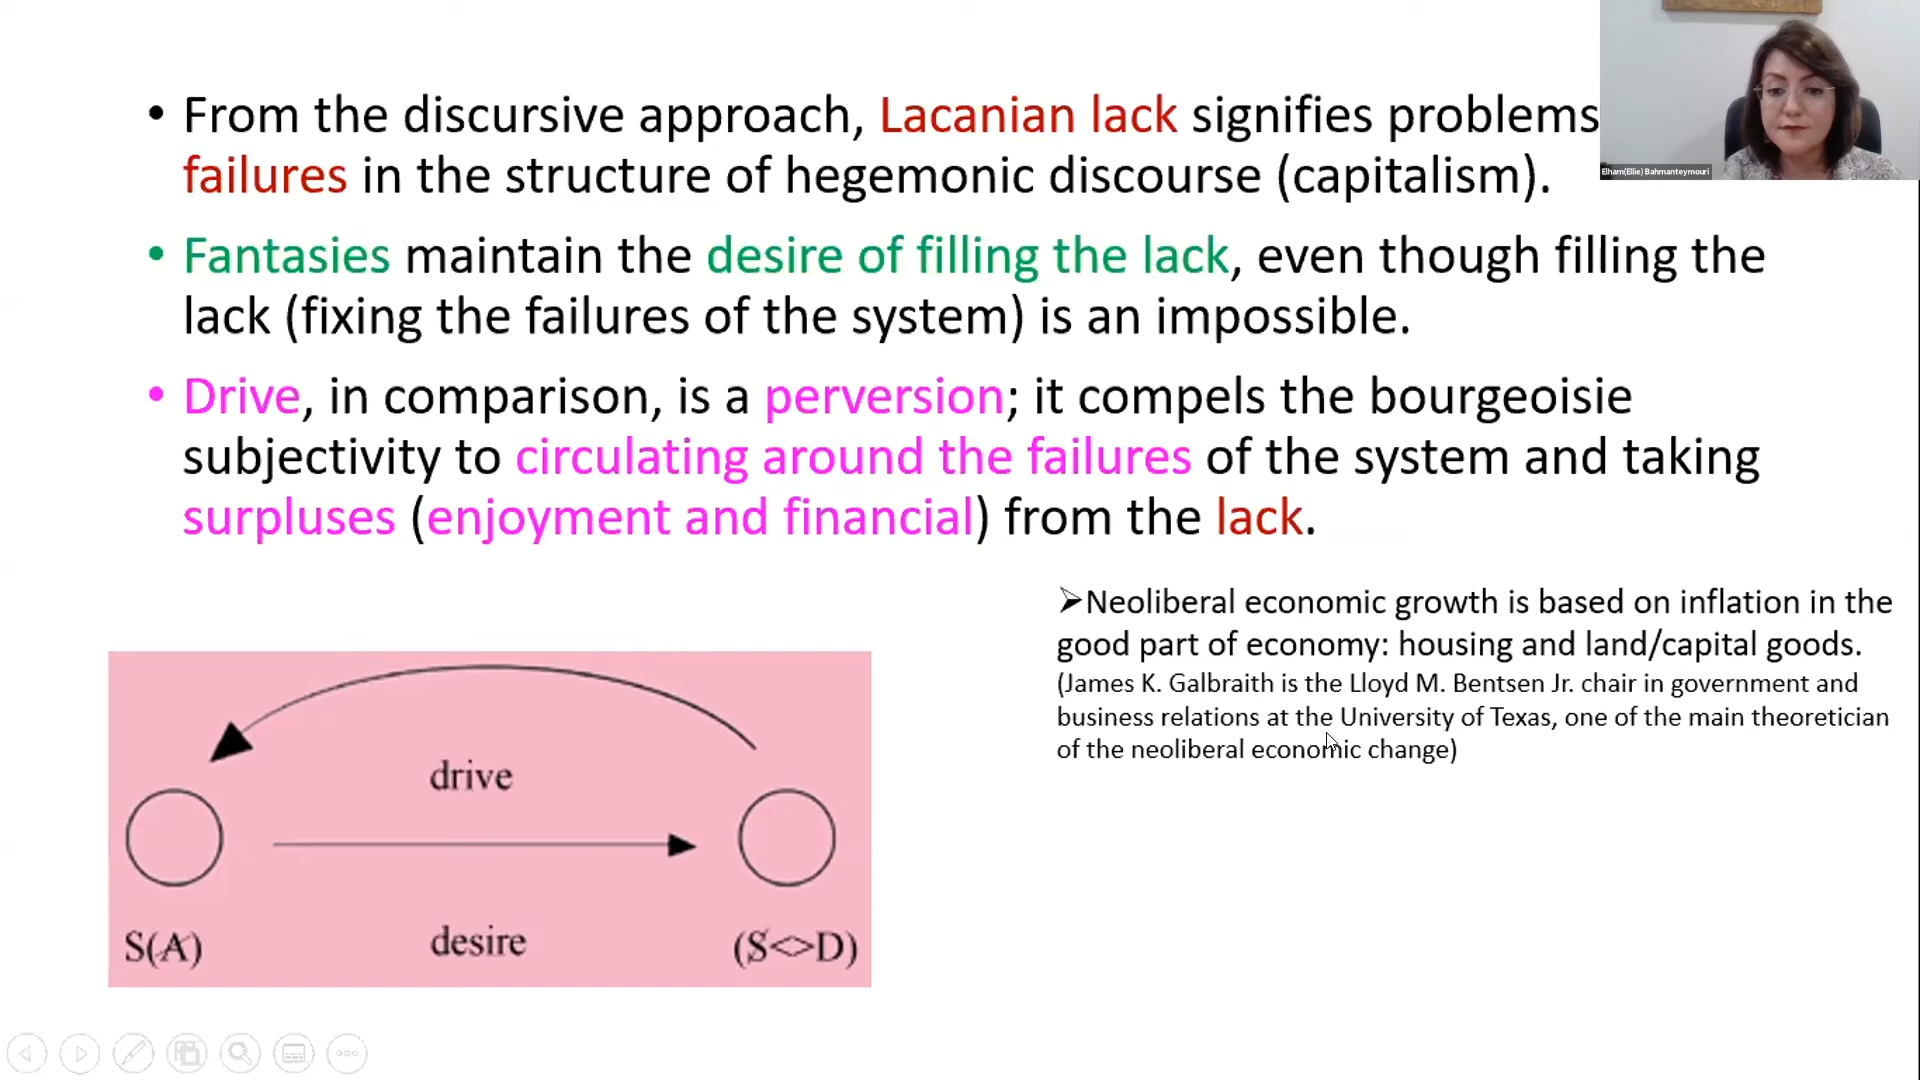 • From the discursive approach, Lacanian lack signifies problems
failures in the structure of hegemonic discourse (capitalism).
• Fantasies maintain the desire of filling the lack, even though filling the
lack (fixing the failures of the system) is an impossible.
• Drive, in comparison, is a perversion; it compels the bourgeoisie
subjectivity to circulating around the failures of the system and taking
surpluses (enjoyment and financial) from the lack.
➢Neoliberal economic growth is based on inflation in the
good part of economy: housing and land/capital goods.
(James K. Galbraith is the Lloyd M. Bentsen Jr. chair in government and
business relations at the University of Texas, one of the main theoretician
of the neoliberal economic change)
drive
desire
S(Ⱥ)
($<>D)
Elham(Ellie) Bahmanteymouri